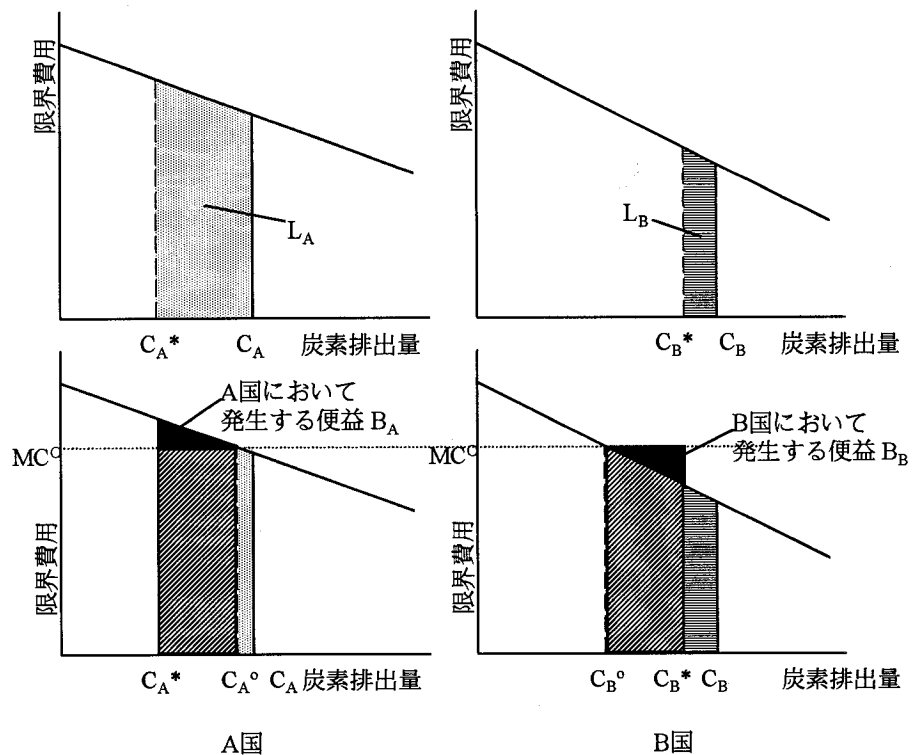 限界費用
L_A
C_A* C_A 炭素排出量
限界費用
L_B
C_B* C_B 炭素排出量
A国において
発生する便益 B_A
MC^O
限界費用
C_A* C_A^o C_A 炭素排出量
A国
B国において
発生する便益 B_B
MC^O
限界費用
C_B^o C_B* C_B 炭素排出量
B国